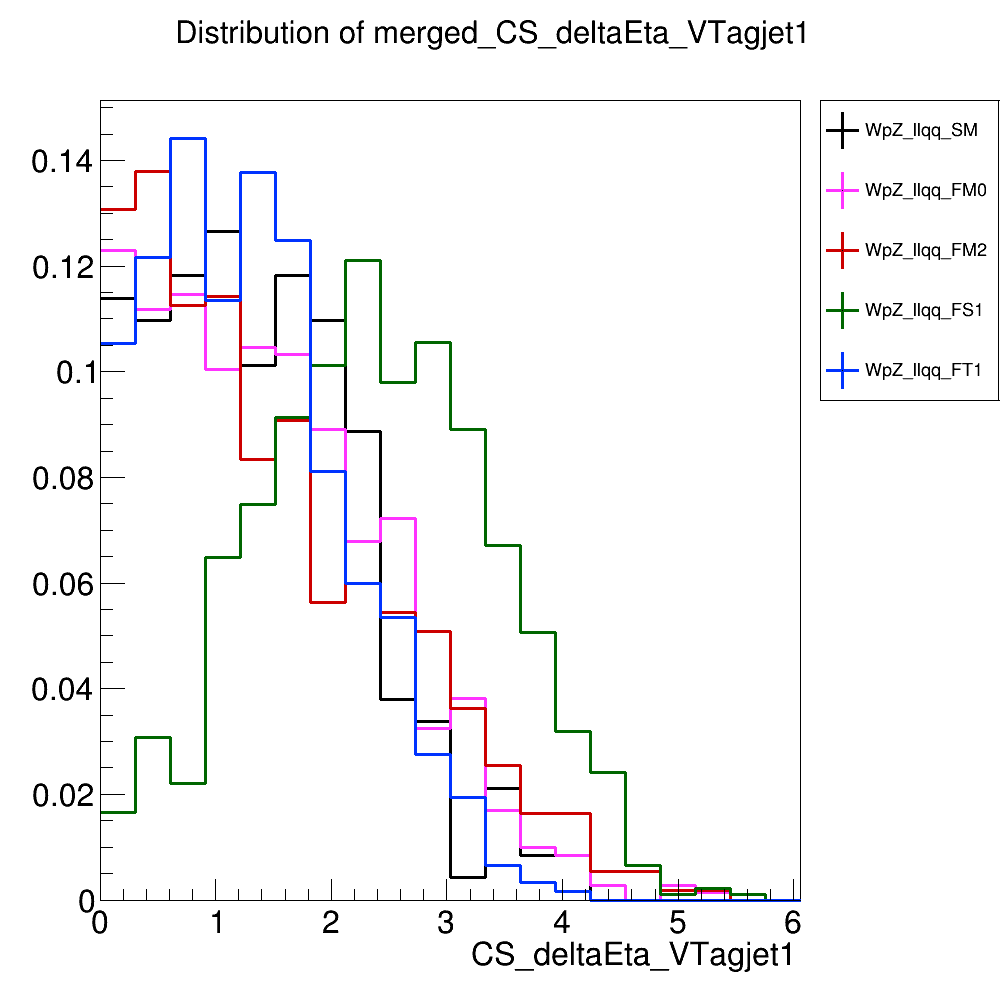 Distribution of merged_CS_deltaEta_VTagjet1
WpZ_llqq_SM
WpZ_llqq_FM0
WpZ_llqq_FM2
WpZ_llqq_FS1
WpZ_llqq_FT1
0.14
0.12
0.1
0.08
0.06
0.04
0.02
0
0 1 2 3 4 5 6
CS_deltaEta_VTagjet1